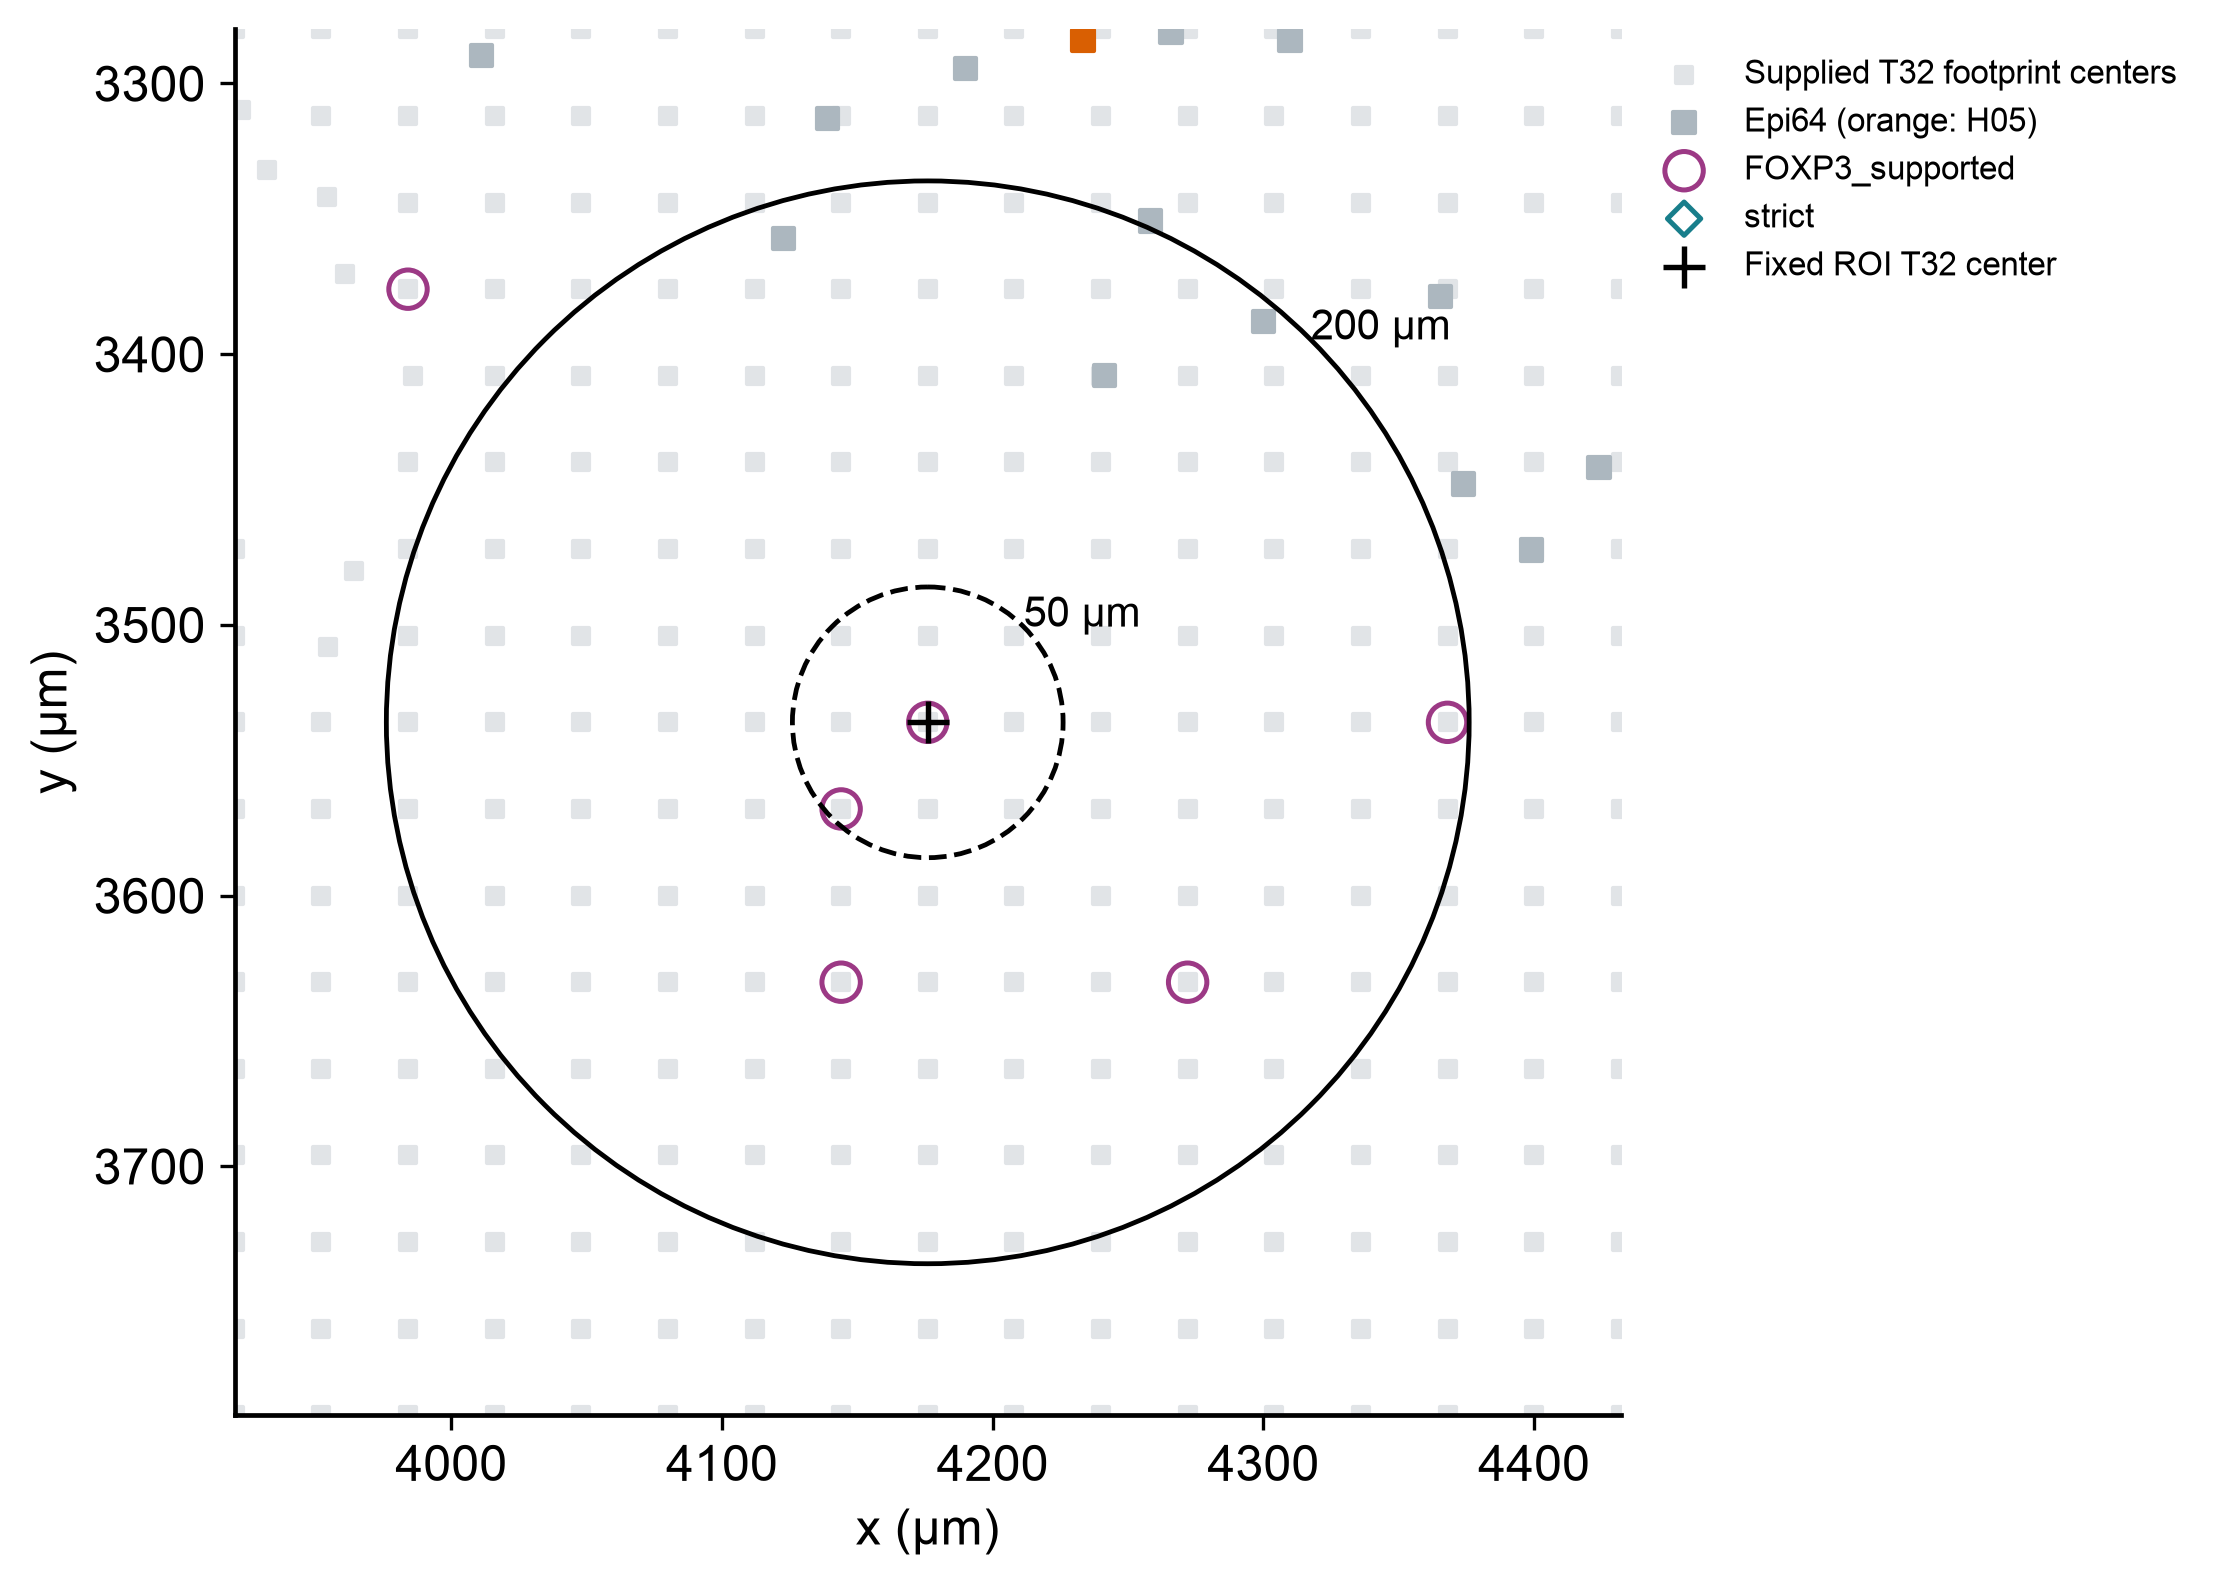 Supplied T32 footprint centers
Epi64 (orange: H05)
FOXP3_supported
strict
Fixed ROI T32 center
200 µm
50 µm
3300
3400
3500
3600
3700
y (µm)
4000
4100
4200
4300
4400
x (µm)